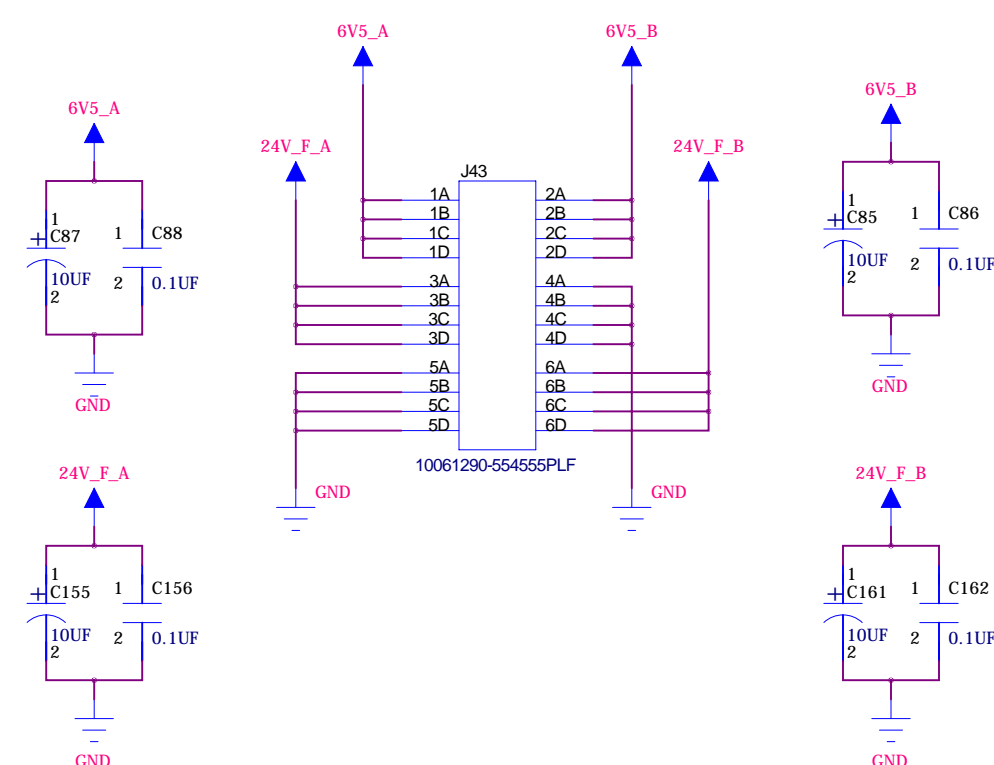 6V5_A
6V5_B
6V5_A
6V5_B
24V_F_A
24V_F_B
J43
1A 2A
1B 2B
1C 2C
1D 2D
3A 4A
3B 4B
3C 4C
3D 4D
5A 6A
5B 6B
5C 6C
5D 6D
10061290-554555PLF
GND
GND
1
+
C87
10UF
2
1
C88
2
0.1UF
GND
1
+
C85
10UF
2
1
C86
2
0.1UF
GND
24V_F_A
1
+
C155
10UF
2
1
C156
2
0.1UF
GND
24V_F_B
1
+
C161
10UF
2
1
C162
2
0.1UF
GND